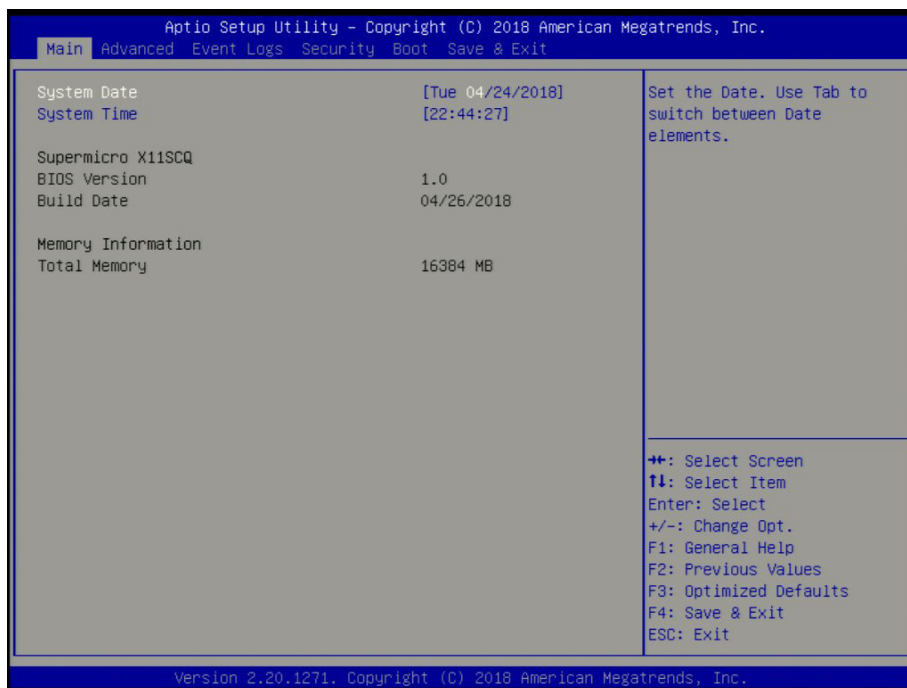 Aptio Setup Utility – Copyright (C) 2018 American Megatrends, Inc.
Main Advanced Event Logs Security Boot Save & Exit
System Date [Tue 04/24/2018]
System Time [22:44:27]
Supermicro X11SCQ
BIOS Version 1.0
Build Date 04/26/2018
Memory Information
Total Memory 16384 MB
Set the Date. Use Tab to
switch between Date
elements.
→←: Select Screen
↑↓: Select Item
Enter: Select
+/-: Change Opt.
F1: General Help
F2: Previous Values
F3: Optimized Defaults
F4: Save & Exit
ESC: Exit
Version 2.20.1271. Copyright (C) 2018 American Megatrends, Inc.